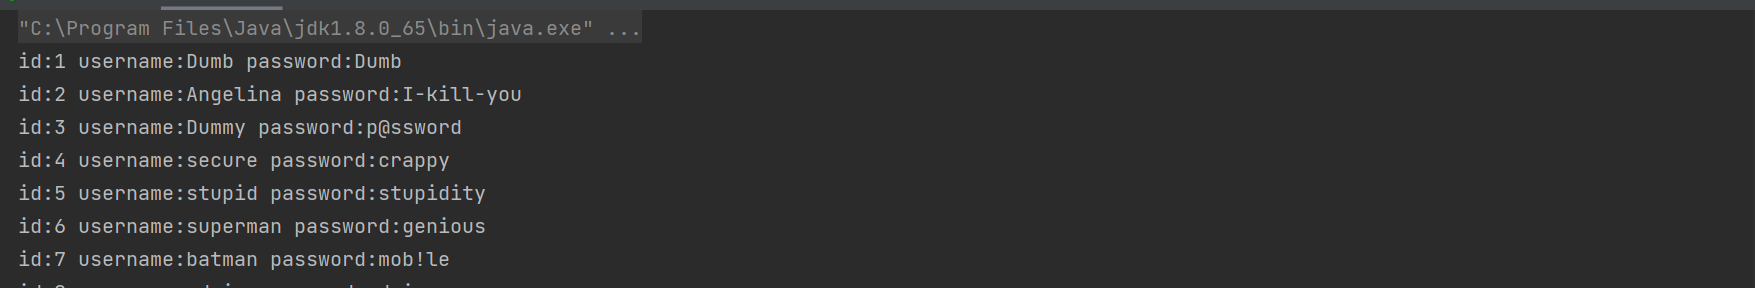 "C:\Program Files\Java\jdk1.8.0_65\bin\java.exe" ...
id:1 username:Dumb password:Dumb
id:2 username:Angelina password:I-kill-you
id:3 username:Dummy password:p@ssword
id:4 username:secure password:crappy
id:5 username:stupid password:stupidity
id:6 username:superman password:genious
id:7 username:batman password:mob!le